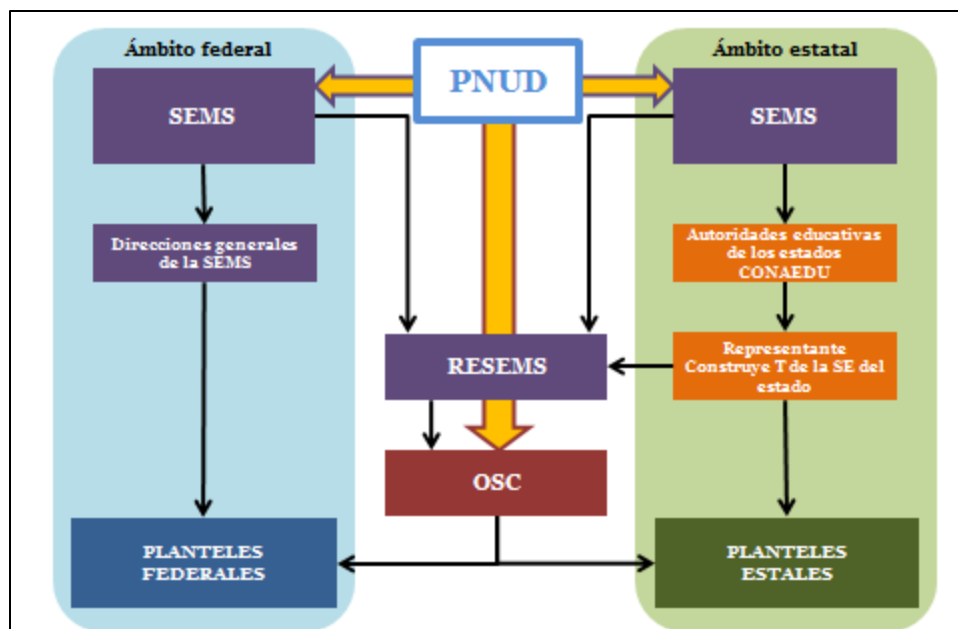 Ámbito federal
PNUD
Ámbito estatal
SEMS
SEMS
Direcciones generales
de la SEMS
Autoridades educativas
de los estados
CONAEDU
RESEMS
Representante
Construye T de la SE del
estado
OSC
PLANTELES
FEDERALES
PLANTELES
ESTALES